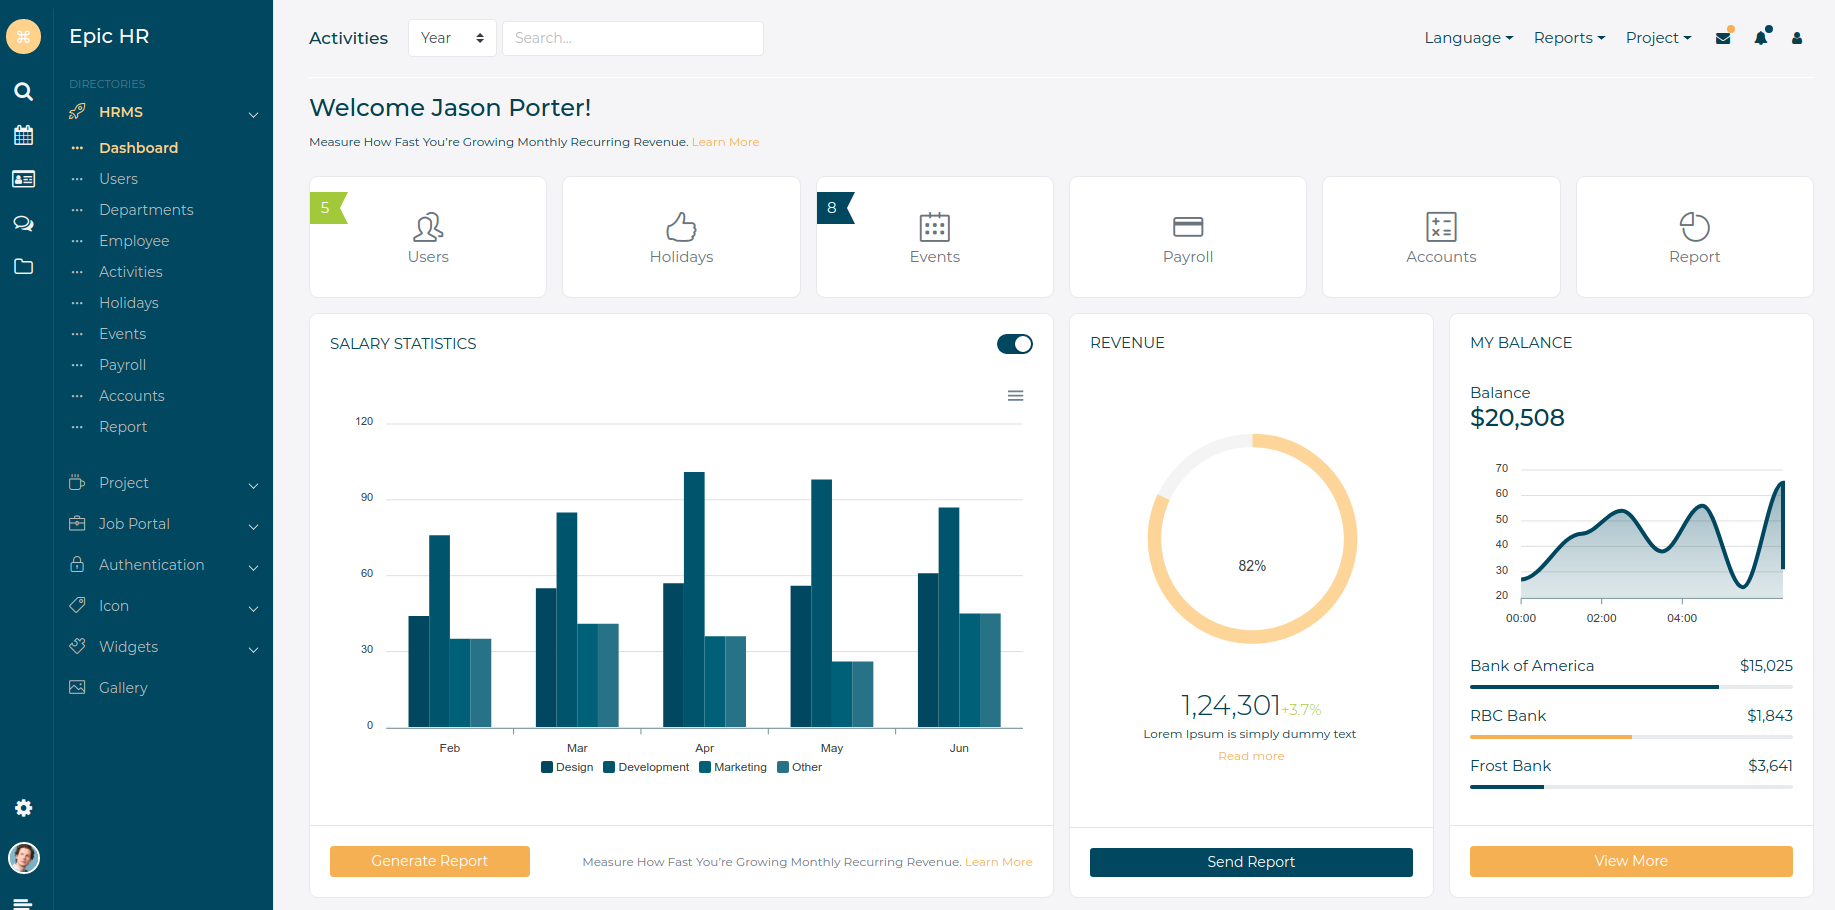 Epic HR
DIRECTORIES
HRMS
Dashboard
Users
Departments
Employee
Activities
Holidays
Events
Payroll
Accounts
Report
Project
Job Portal
Authentication
Icon
Widgets
Gallery
Activities
Year
Search...
Language
Reports
Project
Welcome Jason Porter!
Measure How Fast You're Growing Monthly Recurring Revenue. Learn More
5
Users
Holidays
8
Events
Payroll
Accounts
Report
SALARY STATISTICS
120
90
60
30
0
Feb Mar Apr May Jun
Design Development Marketing Other
Generate Report
Measure How Fast You're Growing Monthly Recurring Revenue. Learn More
REVENUE
82%
1,24,301+3.7%
Lorem Ipsum is simply dummy text
Read more
Send Report
MY BALANCE
Balance
$20,508
70
60
50
40
30
20
00:00 02:00 04:00
Bank of America $15,025
RBC Bank $1,843
Frost Bank $3,641
View More